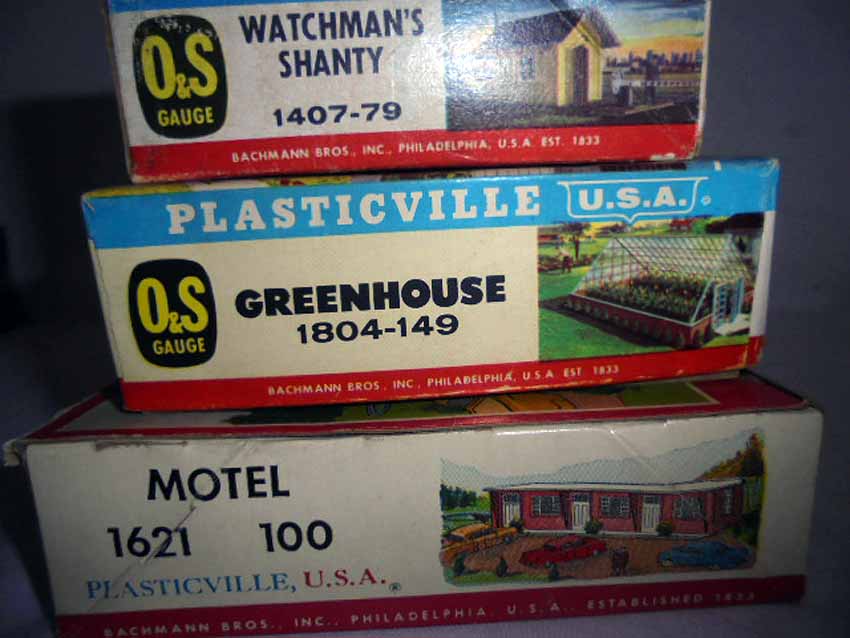 O&S
GAUGE
WATCHMAN'S
SHANTY
1407-79
BACHMANN BROS., INC., PHILADELPHIA, U.S.A. EST. 1833
PLASTICVILLE U.S.A.
O&S
GAUGE
GREENHOUSE
1804-149
BACHMANN BROS., INC., PHILADELPHIA, U.S.A. EST 1833
MOTEL
1621 100
PLASTICVILLE, U.S.A.®
BACHMANN BROS., INC., PHILADELPHIA, U.S.A., ESTABLISHED 1833